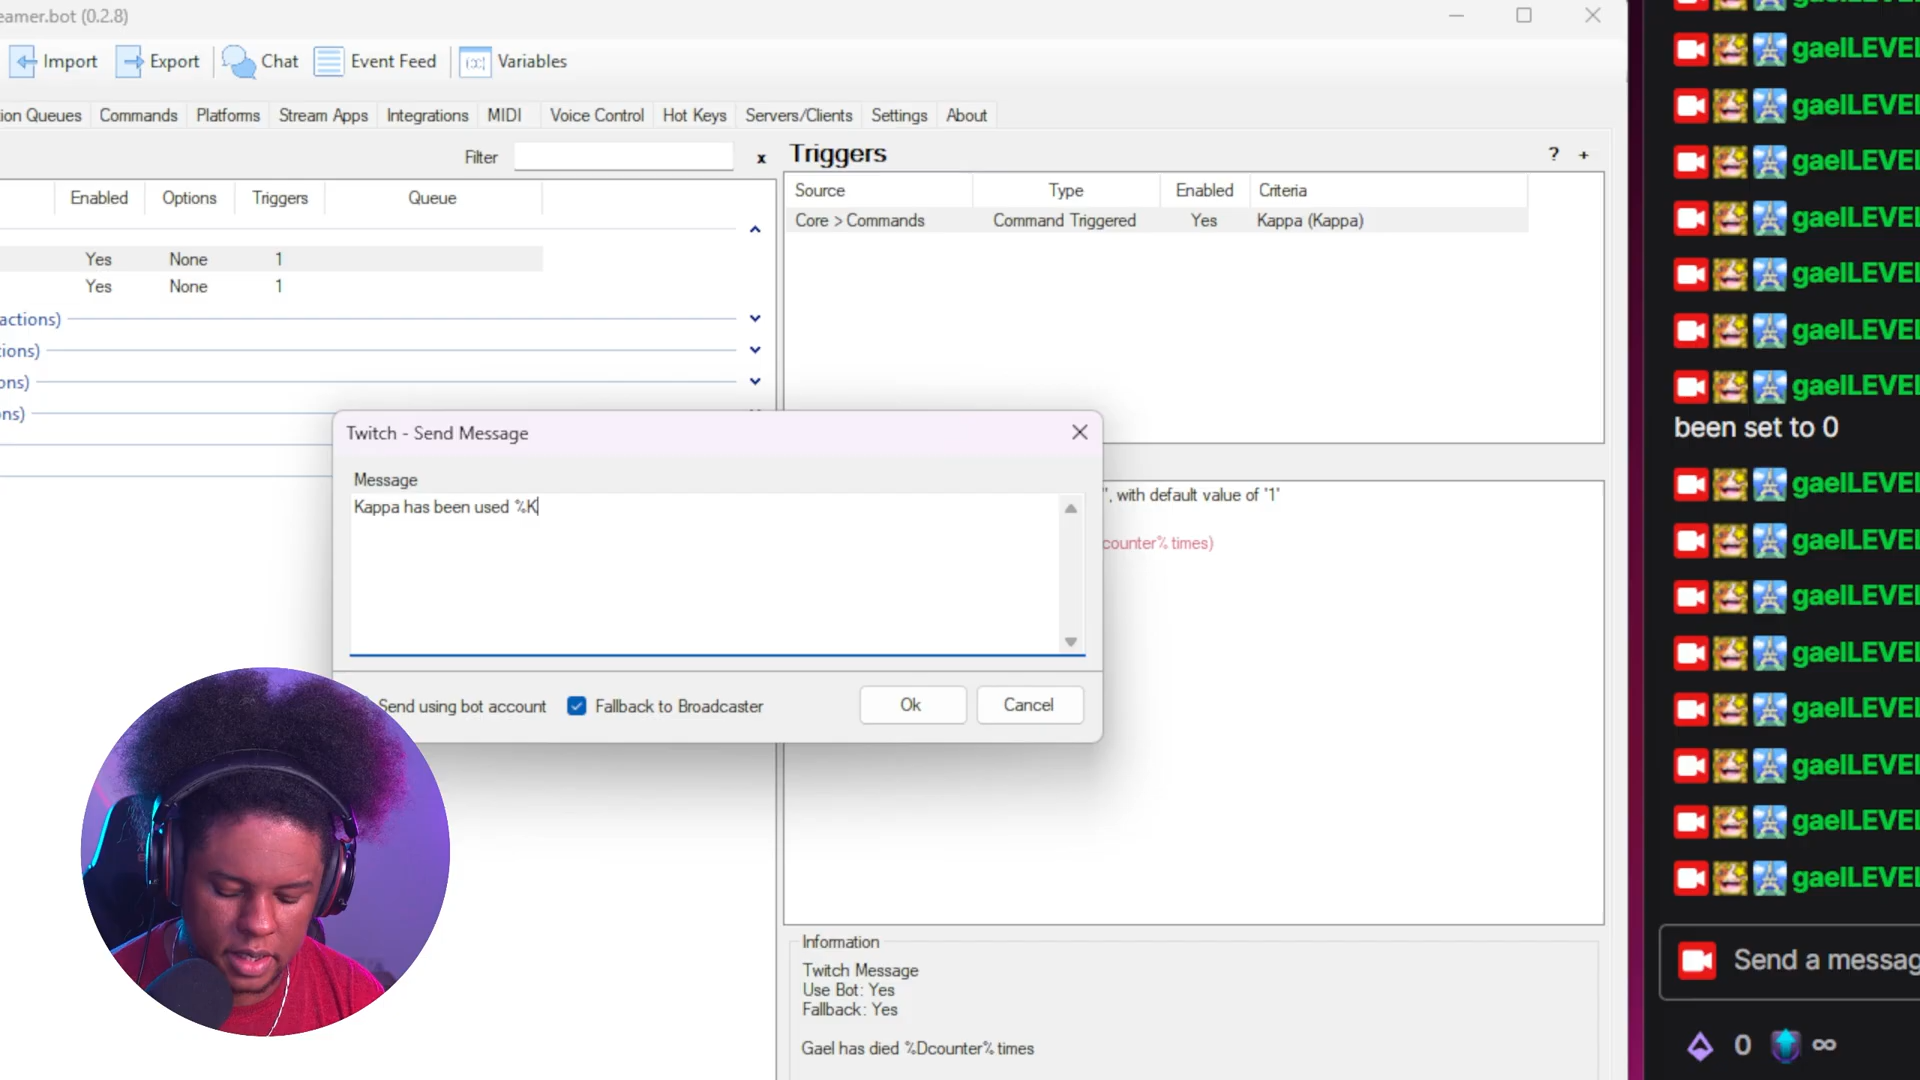 eamer.bot (0.2.8)
Import Export Chat Event Feed Variables
ion Queues Commands Platforms Stream Apps Integrations MIDI Voice Control Hot Keys Servers/Clients Settings About
Filter x
Triggers ? +
Enabled Options Triggers Queue
Source Type Enabled Criteria
Core > Commands Command Triggered Yes Kappa (Kappa)
Yes None 1
Yes None 1
actions)
ions)
ons)
ns)
Twitch - Send Message
Message
Kappa has been used %K
Send using bot account Fallback to Broadcaster Ok Cancel
", with default value of '1'
counter% times)
Information
Twitch Message
Use Bot: Yes
Fallback: Yes
Gael has died %Dcounter% times
gaelLEVEL
gaelLEVEL
gaelLEVEL
gaelLEVEL
gaelLEVEL
gaelLEVEL
gaelLEVEL
gaelLEVEL
been set to 0
gaelLEVEL
gaelLEVEL
gaelLEVEL
gaelLEVEL
gaelLEVEL
gaelLEVEL
gaelLEVEL
gaelLEVEL
Send a messag
0 ∞